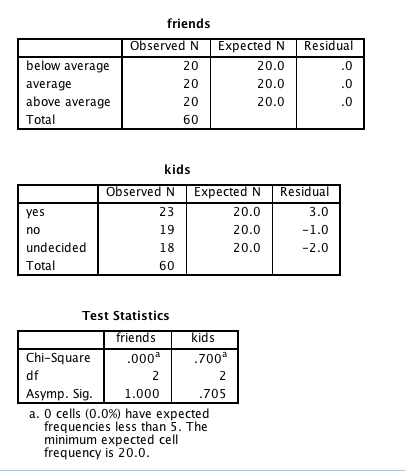 friends
Observed N Expected N Residual
below average 20 20.0 .0
average 20 20.0 .0
above average 20 20.0 .0
Total 60
kids
Observed N Expected N Residual
yes 23 20.0 3.0
no 19 20.0 -1.0
undecided 18 20.0 -2.0
Total 60
Test Statistics
friends kids
Chi-Square .000a .700a
df 2 2
Asymp. Sig. 1.000 .705
a. 0 cells (0.0%) have expected
frequencies less than 5. The
minimum expected cell
frequency is 20.0.